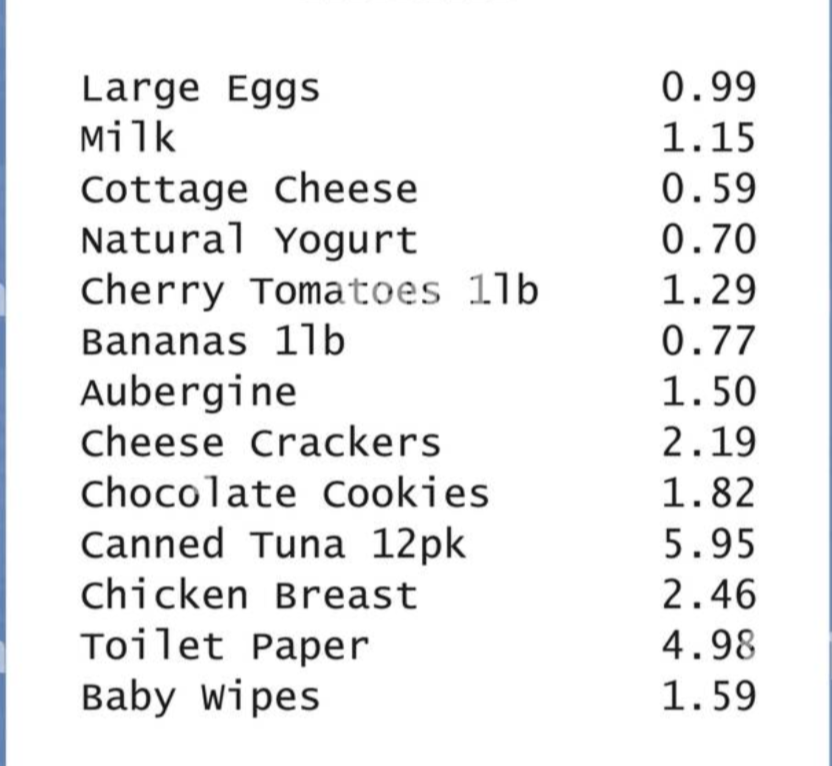 Large Eggs 0.99
Milk 1.15
Cottage Cheese 0.59
Natural Yogurt 0.70
Cherry Tomatoes 1lb 1.29
Bananas 1lb 0.77
Aubergine 1.50
Cheese Crackers 2.19
Chocolate Cookies 1.82
Canned Tuna 12pk 5.95
Chicken Breast 2.46
Toilet Paper 4.98
Baby Wipes 1.59